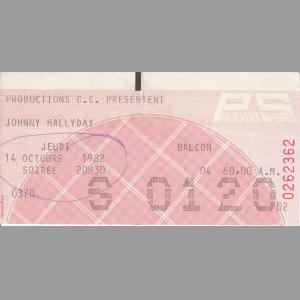 PRODUCTIONS C.C. PRESENTENT
JOHNNY HALLYDAY
PS
PALAIS DES SPORTS
JEUDI
14 OCTOBRE 1982
SOIREE 20H30
BALCON
04 60,00 A.M.
0370
S 0120
02
0262362